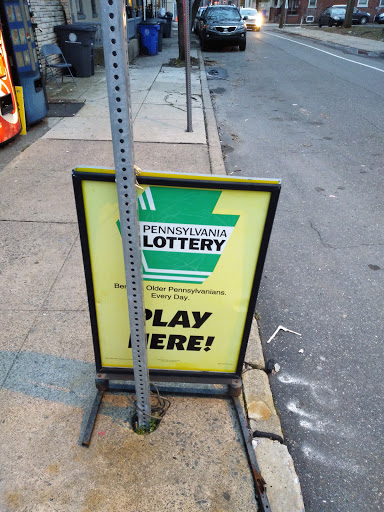 PENNSYLVANIA
LOTTERY
Older Pennsylvanians.
Every Day.
PLAY
HERE!